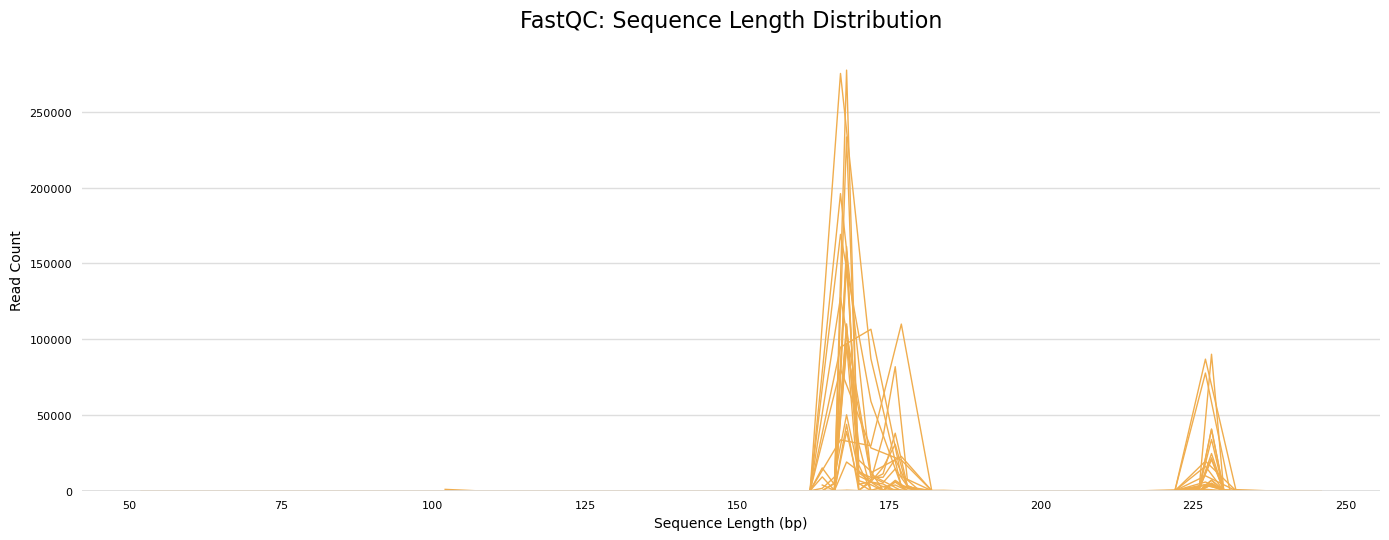 FastQC: Sequence Length Distribution
Read Count
250000
200000
150000
100000
50000
0
50 75 100 125 150 175 200 225 250
Sequence Length (bp)